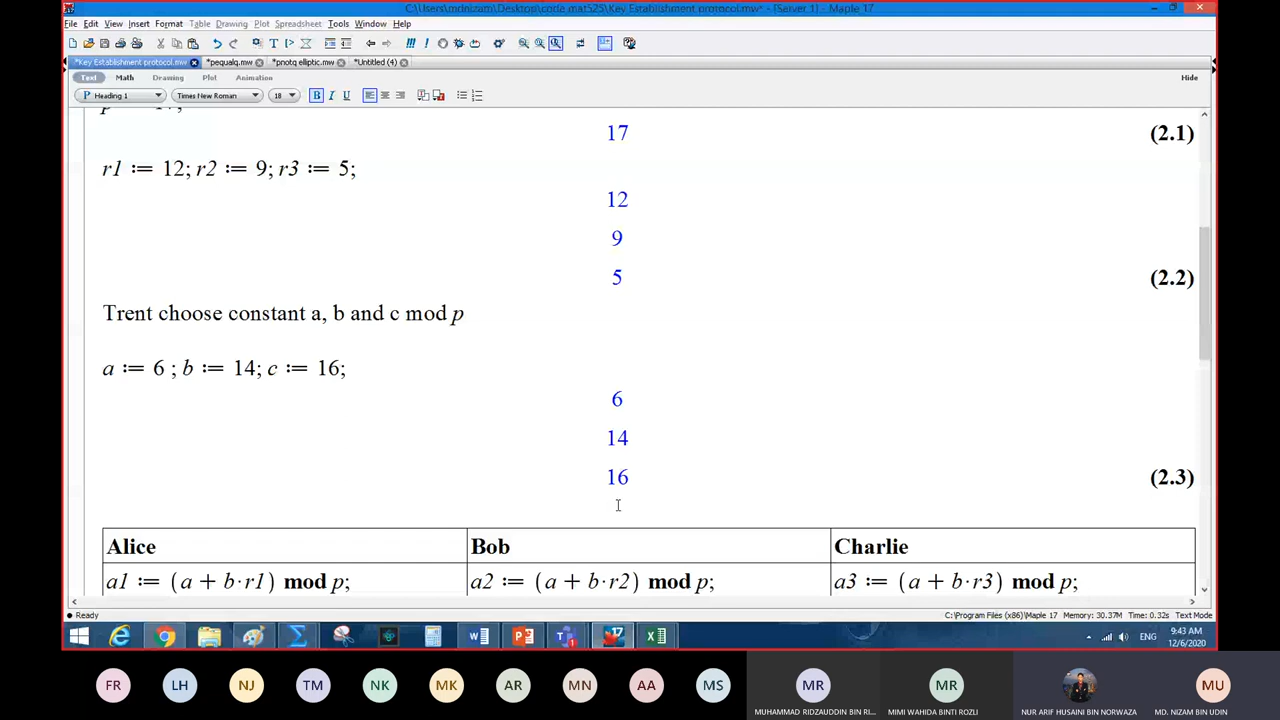 C:\Users\mdnizam\Desktop\code mat525\Key Establishment protocol.mw* - [Server 1] - Maple 17
File Edit View Insert Format Table Drawing Plot Spreadsheet Tools Window Help
*Key Establishment protocol.mw *pequalq.mw *pnotq elliptic.mw *Untitled (4)
Text Math Drawing Plot Animation Hide
P Heading 1 Times New Roman 18 B I U
17 (2.1)
r1 := 12; r2 := 9; r3 := 5;
12
9
5 (2.2)
Trent choose constant a, b and c mod p
a := 6 ; b := 14; c := 16;
6
14
16 (2.3)
Alice Bob Charlie
a1 := (a + b·r1) mod p; a2 := (a + b·r2) mod p; a3 := (a + b·r3) mod p;
Ready C:\Program Files (x86)\Maple 17 Memory: 30.37M Time: 0.32s Text Mode
ENG 9:43 AM
12/6/2020
FR LH NJ TM NK MK AR MN AA MS MR MR MU
MUHAMMAD RIDZAUDDIN BIN RI... MIMI WAHIDA BINTI ROZLI NUR ARIF HUSAINI BIN NORWAZA MD. NIZAM BIN UDIN